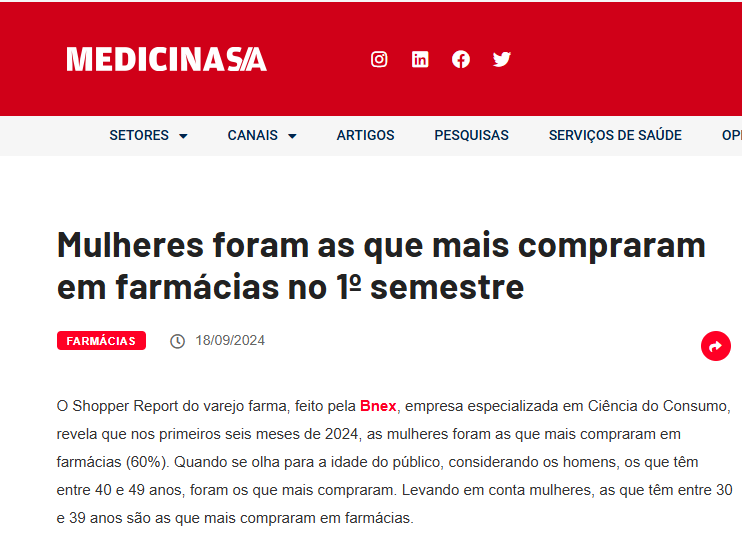 MEDICINASA
SETORES CANAIS ARTIGOS PESQUISAS SERVIÇOS DE SAÚDE
Mulheres foram as que mais compraram
em farmácias no 1º semestre
FARMÁCIAS 18/09/2024
O Shopper Report do varejo farma, feito pela Bnex, empresa especializada em Ciência do Consumo,
revela que nos primeiros seis meses de 2024, as mulheres foram as que mais compraram em
farmácias (60%). Quando se olha para a idade do público, considerando os homens, os que têm
entre 40 e 49 anos, foram os que mais compraram. Levando em conta mulheres, as que têm entre 30
e 39 anos são as que mais compraram em farmácias.